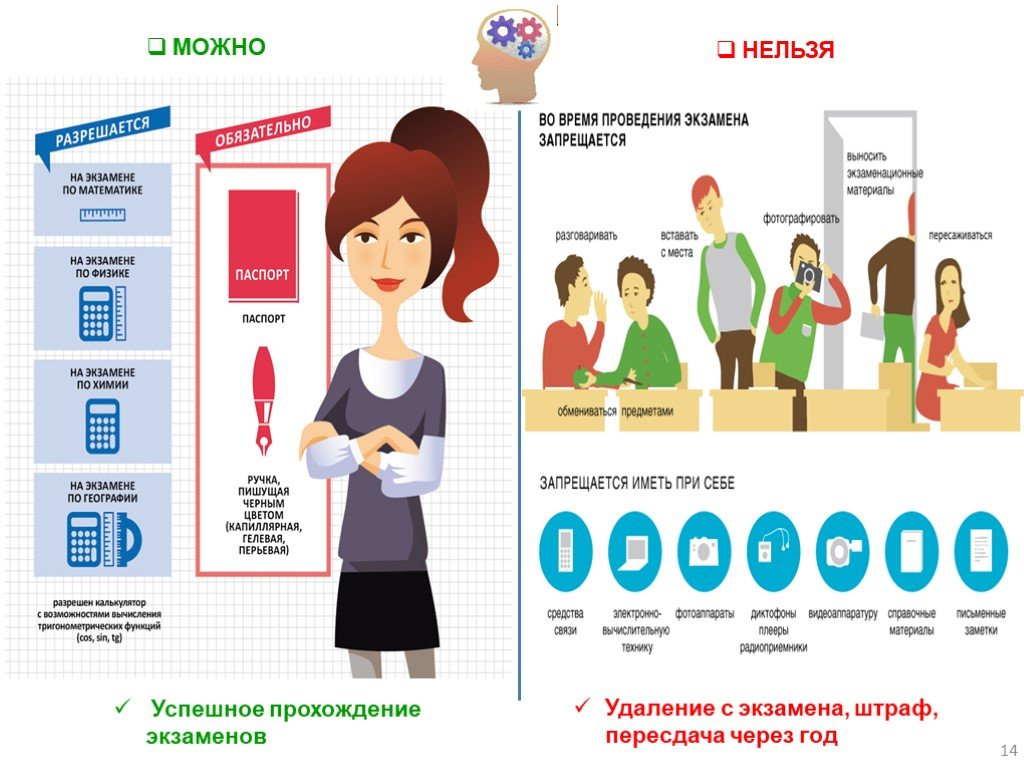 МОЖНО
НЕЛЬЗЯ
РАЗРЕШАЕТСЯ
НА ЭКЗАМЕНЕ
ПО МАТЕМАТИКЕ
НА ЭКЗАМЕНЕ
ПО ФИЗИКЕ
НА ЭКЗАМЕНЕ
ПО ХИМИИ
НА ЭКЗАМЕНЕ
ПО ГЕОГРАФИИ
разрешен калькулятор
с возможностями вычисления
тригонометрических функций
(cos, sin, tg)
ОБЯЗАТЕЛЬНО
ПАСПОРТ
ПАСПОРТ
РУЧКА,
ПИШУЩАЯ
ЧЕРНЫМ
ЦВЕТОМ
(КАПИЛЛЯРНАЯ,
ГЕЛЕВАЯ,
ПЕРЬЕВАЯ)
Успешное прохождение
экзаменов
ВО ВРЕМЯ ПРОВЕДЕНИЯ ЭКЗАМЕНА
ЗАПРЕЩАЕТСЯ
разговаривать
вставать
с места
фотографировать
выносить
экзаменационные
материалы
пересаживаться
обмениваться предметами
ЗАПРЕЩАЕТСЯ ИМЕТЬ ПРИ СЕБЕ
средства
связи
электронно-
вычислительную
технику
фотоаппараты
диктофоны
плееры
радиоприемники
видеоаппаратуру
справочные
материалы
письменные
заметки
Удаление с экзамена, штраф,
пересдача через год
14